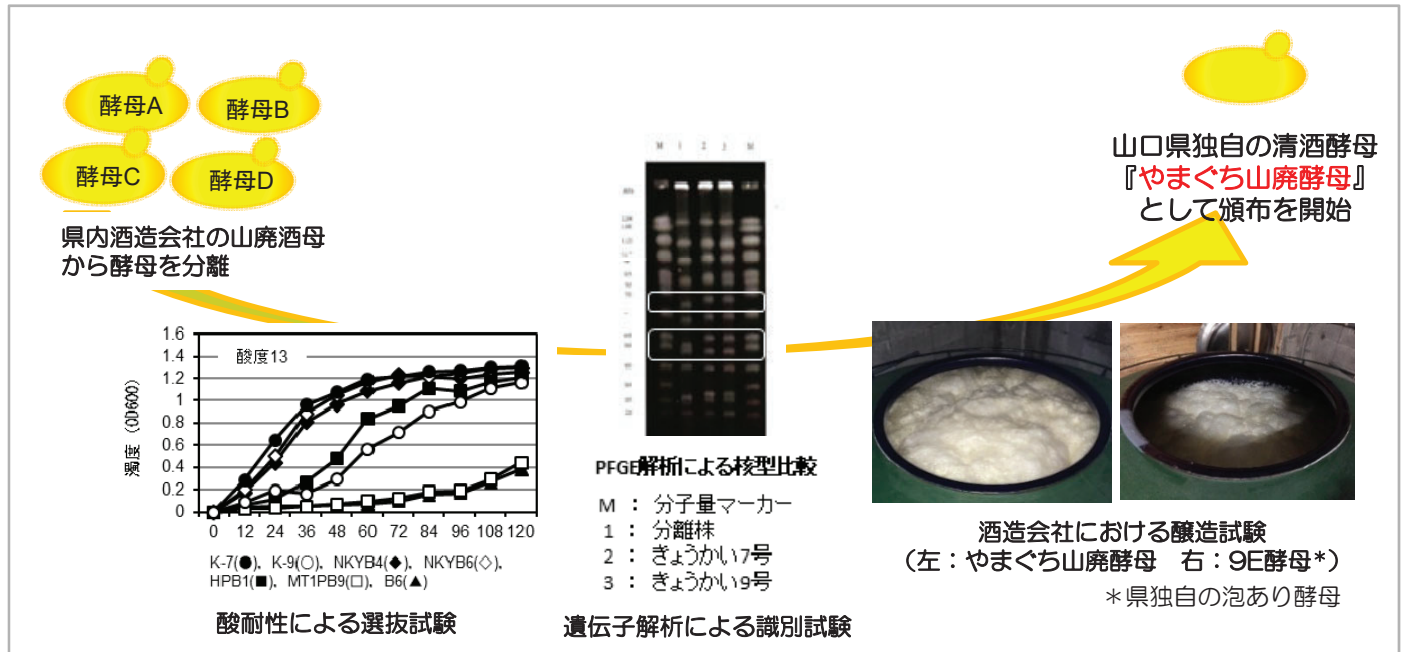 酵母A
酵母B
酵母C
酵母D
県内酒造会社の山廃酒母
から酵母を分離
山口県独自の清酒酵母
『やまぐち山廃酵母』
として頒布を開始
酸度13
濁度（OD600）
1.6
1.4
1.2
1
0.8
0.6
0.4
0.2
0
0 12 24 36 48 60 72 84 96 108 120
K-7(●), K-9(○), NKYB4(◆), NKYB6(◇),
HPB1(■), MT1PB9(□), B6(▲)
酸耐性による選抜試験
M 1 2 3 M
PFGE解析による核型比較
M ： 分子量マーカー
1 ： 分離株
2 ： きょうかい7号
3 ： きょうかい9号
遺伝子解析による識別試験
酒造会社における醸造試験
（左：やまぐち山廃酵母　右：9E酵母*）
＊県独自の泡あり酵母